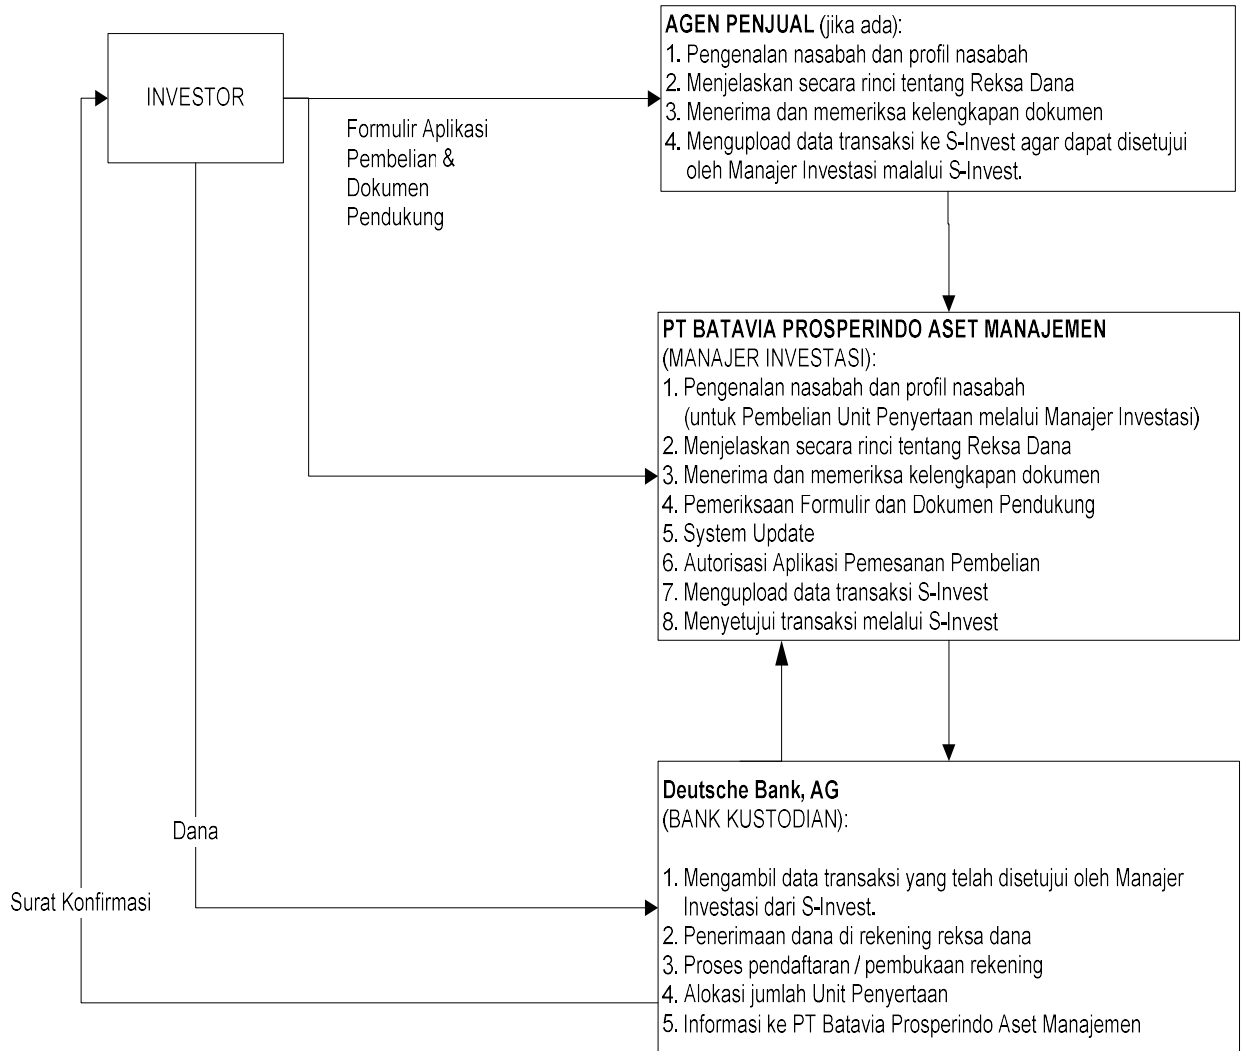 INVESTOR
Formulir Aplikasi
Pembelian &
Dokumen
Pendukung
AGEN PENJUAL (jika ada):
1. Pengenalan nasabah dan profil nasabah
2. Menjelaskan secara rinci tentang Reksa Dana
3. Menerima dan memeriksa kelengkapan dokumen
4. Mengupload data transaksi ke S-Invest agar dapat disetujui
oleh Manajer Investasi malalui S-Invest.
PT BATAVIA PROSPERINDO ASET MANAJEMEN
(MANAJER INVESTASI):
1. Pengenalan nasabah dan profil nasabah
(untuk Pembelian Unit Penyertaan melalui Manajer Investasi)
2. Menjelaskan secara rinci tentang Reksa Dana
3. Menerima dan memeriksa kelengkapan dokumen
4. Pemeriksaan Formulir dan Dokumen Pendukung
5. System Update
6. Autorisasi Aplikasi Pemesanan Pembelian
7. Mengupload data transaksi S-Invest
8. Menyetujui transaksi melalui S-Invest
Dana
Surat Konfirmasi
Deutsche Bank, AG
(BANK KUSTODIAN):
1. Mengambil data transaksi yang telah disetujui oleh Manajer
Investasi dari S-Invest.
2. Penerimaan dana di rekening reksa dana
3. Proses pendaftaran / pembukaan rekening
4. Alokasi jumlah Unit Penyertaan
5. Informasi ke PT Batavia Prosperindo Aset Manajemen